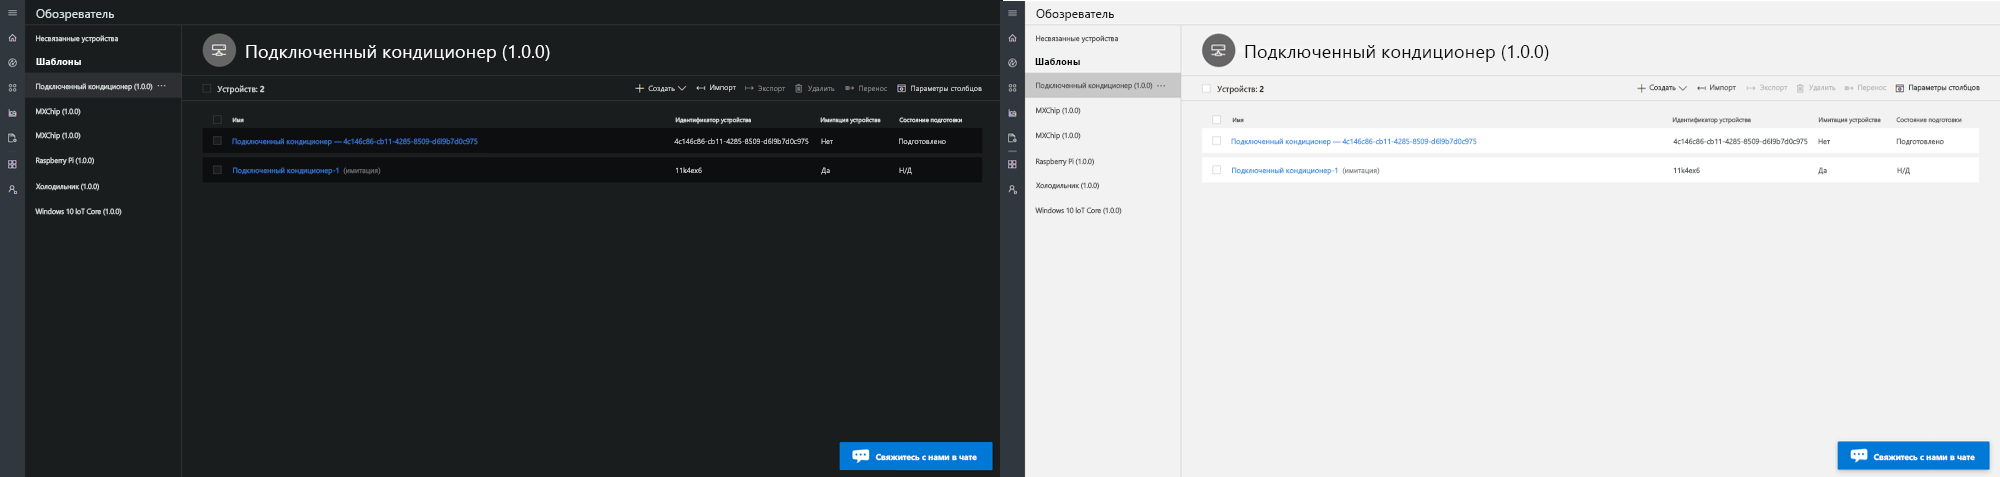 Обозреватель
Несвязанные устройства
Шаблоны
Подключенный кондиционер (1.0.0) ···
MXChip (1.0.0)
MXChip (1.0.0)
Raspberry Pi (1.0.0)
Холодильник (1.0.0)
Windows 10 IoT Core (1.0.0)
Подключенный кондиционер (1.0.0)
Устройств: 2
Создать Импорт Экспорт Удалить Перенос Параметры столбцов
Имя Идентификатор устройства Имитация устройства Состояние подготовки
Подключенный кондиционер — 4c146c86-cb11-4285-8509-d6l9b7d0c975 4c146c86-cb11-4285-8509-d6l9b7d0c975 Нет Подготовлено
Подключенный кондиционер-1 (имитация) 11k4ex6 Да Н/Д
Свяжитесь с нами в чате
Обозреватель
Несвязанные устройства
Шаблоны
Подключенный кондиционер (1.0.0) ···
MXChip (1.0.0)
MXChip (1.0.0)
Raspberry Pi (1.0.0)
Холодильник (1.0.0)
Windows 10 IoT Core (1.0.0)
Подключенный кондиционер (1.0.0)
Устройств: 2
Создать Импорт Экспорт Удалить Перенос Параметры столбцов
Имя Идентификатор устройства Имитация устройства Состояние подготовки
Подключенный кондиционер — 4c146c86-cb11-4285-8509-d6l9b7d0c975 4c146c86-cb11-4285-8509-d6l9b7d0c975 Нет Подготовлено
Подключенный кондиционер-1 (имитация) 11k4ex6 Да Н/Д
Свяжитесь с нами в чате